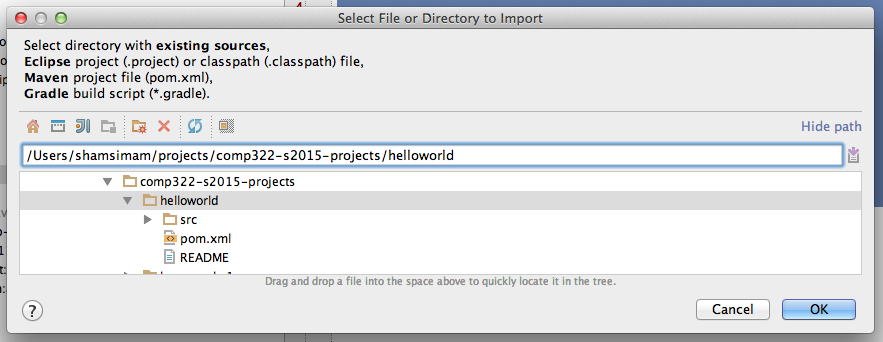 Select File or Directory to Import
Select directory with existing sources,
Eclipse project (.project) or classpath (.classpath) file,
Maven project file (pom.xml),
Gradle build script (*.gradle).
Hide path
/Users/shamsimam/projects/comp322-s2015-projects/helloworld
comp322-s2015-projects
helloworld
src
pom.xml
README
Drag and drop a file into the space above to quickly locate it in the tree.
?
Cancel
OK